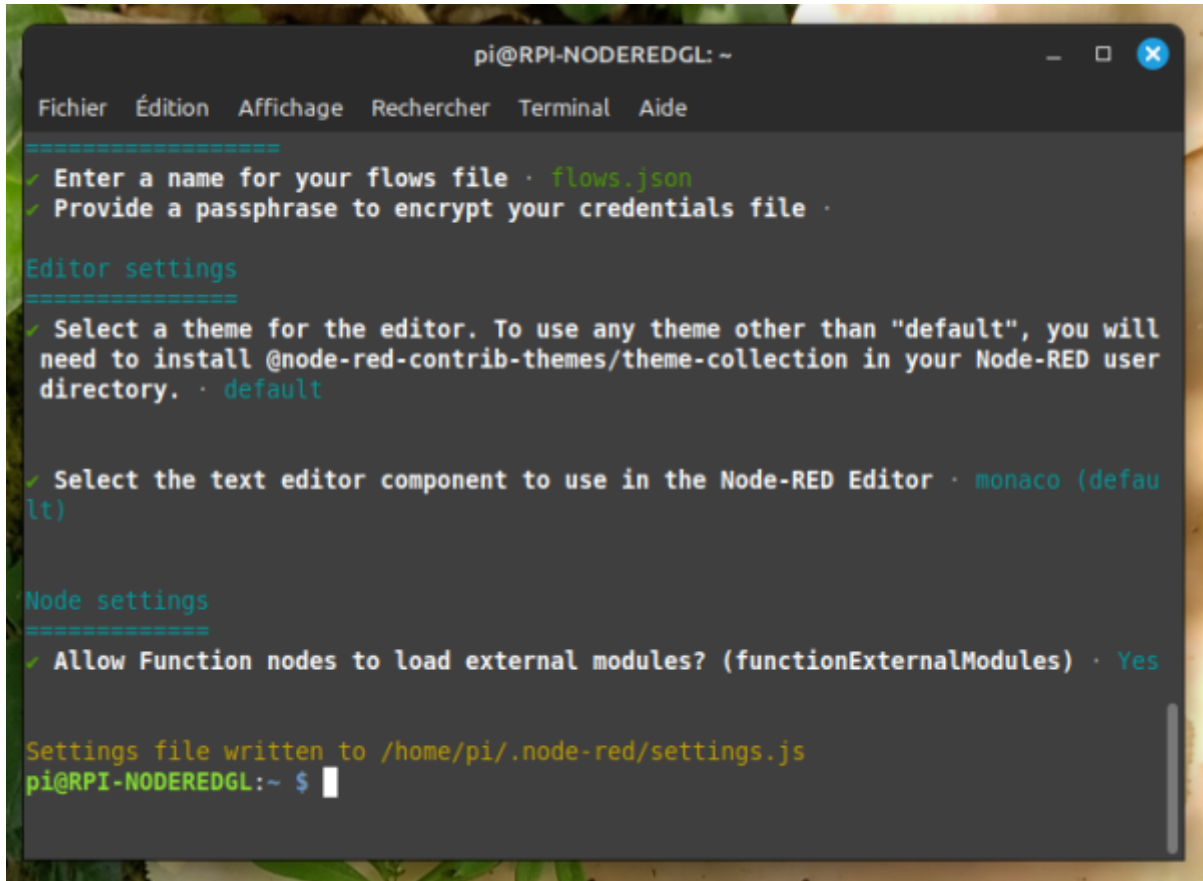 pi@RPI-NODEREDGL: ~
Fichier Édition Affichage Rechercher Terminal Aide
==================
✔ Enter a name for your flows file · flows.json
✔ Provide a passphrase to encrypt your credentials file ·
Editor settings
===============
✔ Select a theme for the editor. To use any theme other than "default", you will
need to install @node-red-contrib-themes/theme-collection in your Node-RED user
directory. · default
✔ Select the text editor component to use in the Node-RED Editor · monaco (defau
lt)
Node settings
=============
✔ Allow Function nodes to load external modules? (functionExternalModules) · Yes
Settings file written to /home/pi/.node-red/settings.js
pi@RPI-NODEREDGL:~ $